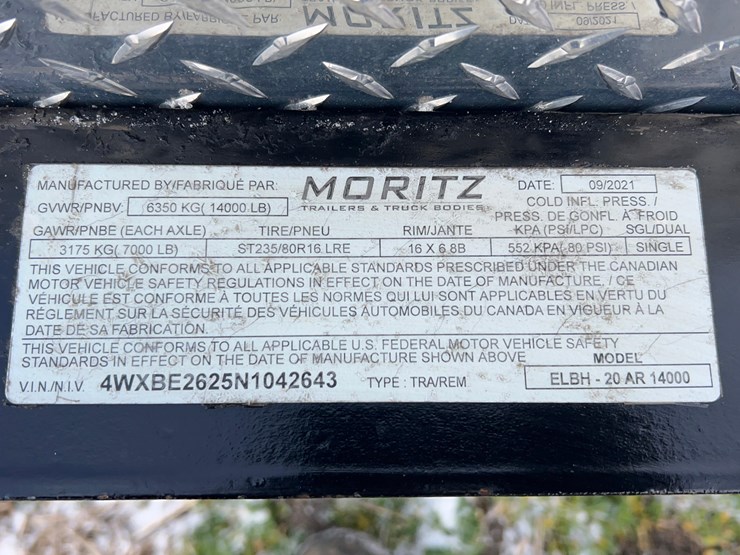 MANUFACTURED BY/FABRIQUÉ PAR: MORITZ DATE: 09/2021
TRAILERS & TRUCK BODIES
GVWR/PNBV: 6350 KG( 14000 LB) COLD INFL. PRESS./
PRESS. DE GONFL. À FROID
GAWR/PNBE (EACH AXLE) TIRE/PNEU RIM/JANTE KPA (PSI/LPC) SGL/DUAL
3175 KG( 7000 LB) ST235/80R16 LRE 16 X 6.8B 552 KPA( 80 PSI) SINGLE
THIS VEHICLE CONFORMS TO ALL APPLICABLE STANDARDS PRESCRIBED UNDER THE CANADIAN
MOTOR VEHICLE SAFETY REGULATIONS IN EFFECT ON THE DATE OF MANUFACTURE. / CE
VÉHICULE EST CONFORME À TOUTES LES NORMES QUI LUI SONT APPLICABLES EN VERTU DU
RÉGLEMENT SUR LA SÉCURITÉ DES VÉHICULES AUTOMOBILES DU CANADA EN VIGUEUR À LA
DATE DE SA FABRICATION.
THIS VEHICLE CONFORMS TO ALL APPLICABLE U.S. FEDERAL MOTOR VEHICLE SAFETY
STANDARDS IN EFFECT ON THE DATE OF MANUFACTURE SHOWN ABOVE MODEL
V.I.N./N.I.V. 4WXBE2625N1042643 TYPE : TRA/REM ELBH - 20 AR 14000